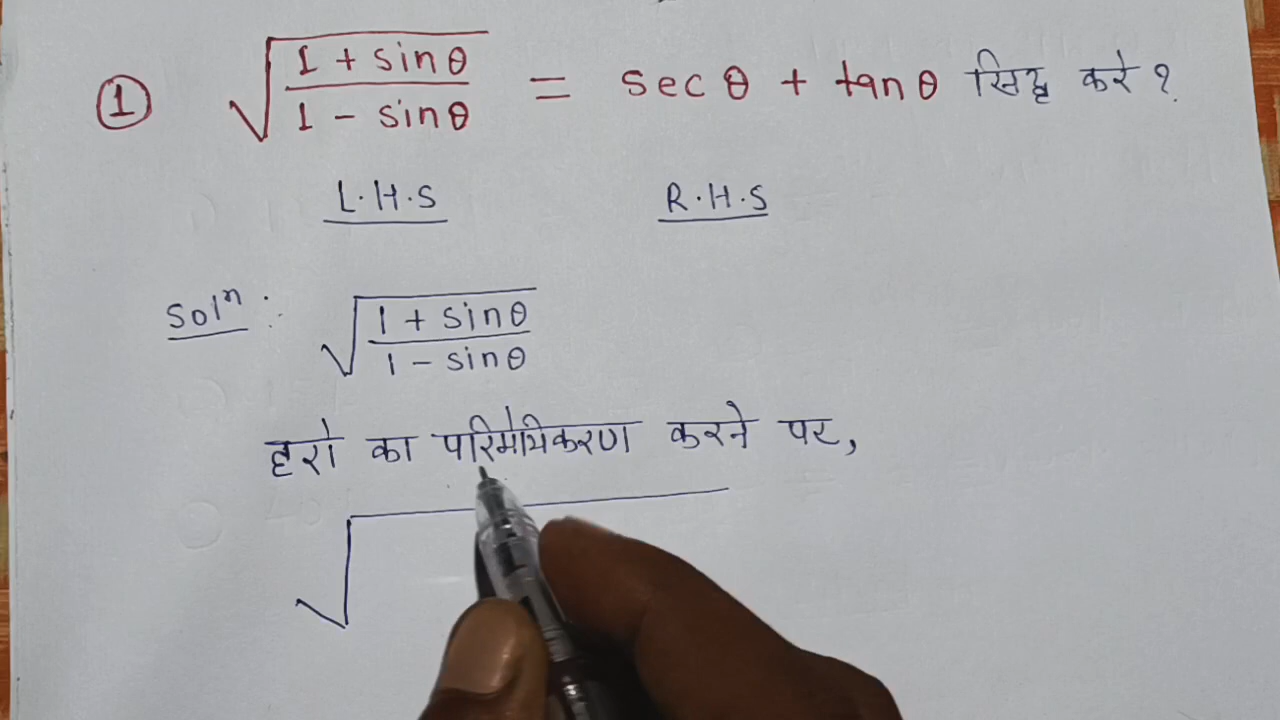 ① √(1 + sinθ / 1 - sinθ) = secθ + tanθ सिद्ध करे ?
L.H.S R.H.S
Solⁿ : √(1 + sinθ / 1 - sinθ)
हरो का परिमेयिकरण करने पर,
√